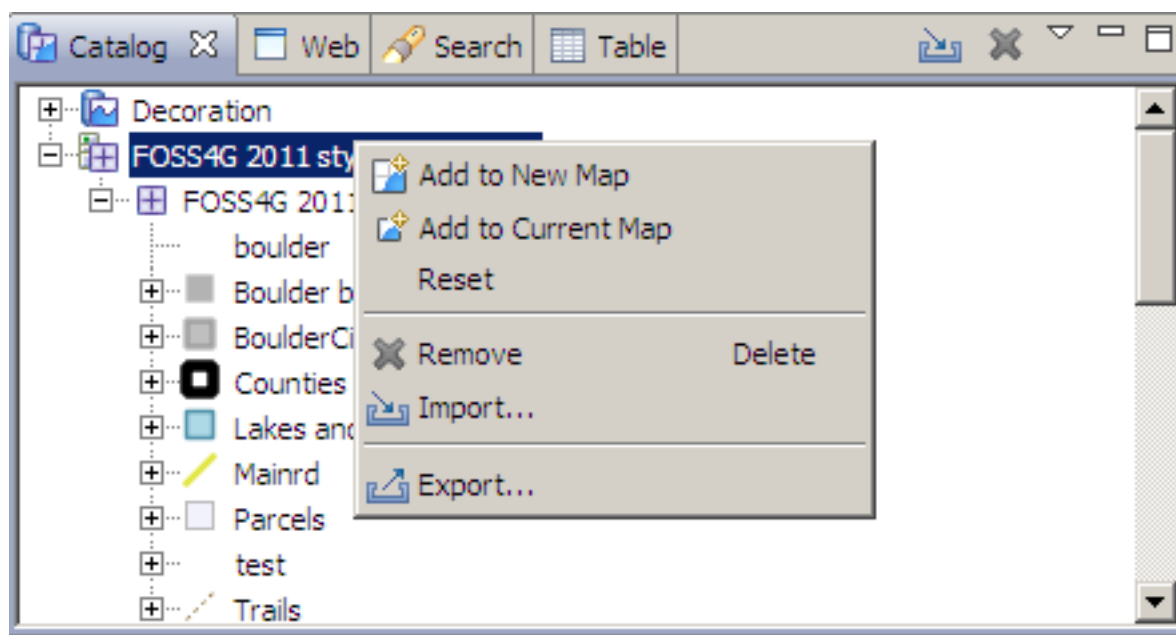 Catalog Web Search Table
Decoration
FOSS4G 2011 sty
FOSS4G 2011
boulder
Boulder b
BoulderCi
Counties
Lakes and
Mainrd
Parcels
test
Trails
Add to New Map
Add to Current Map
Reset
Remove Delete
Import...
Export...